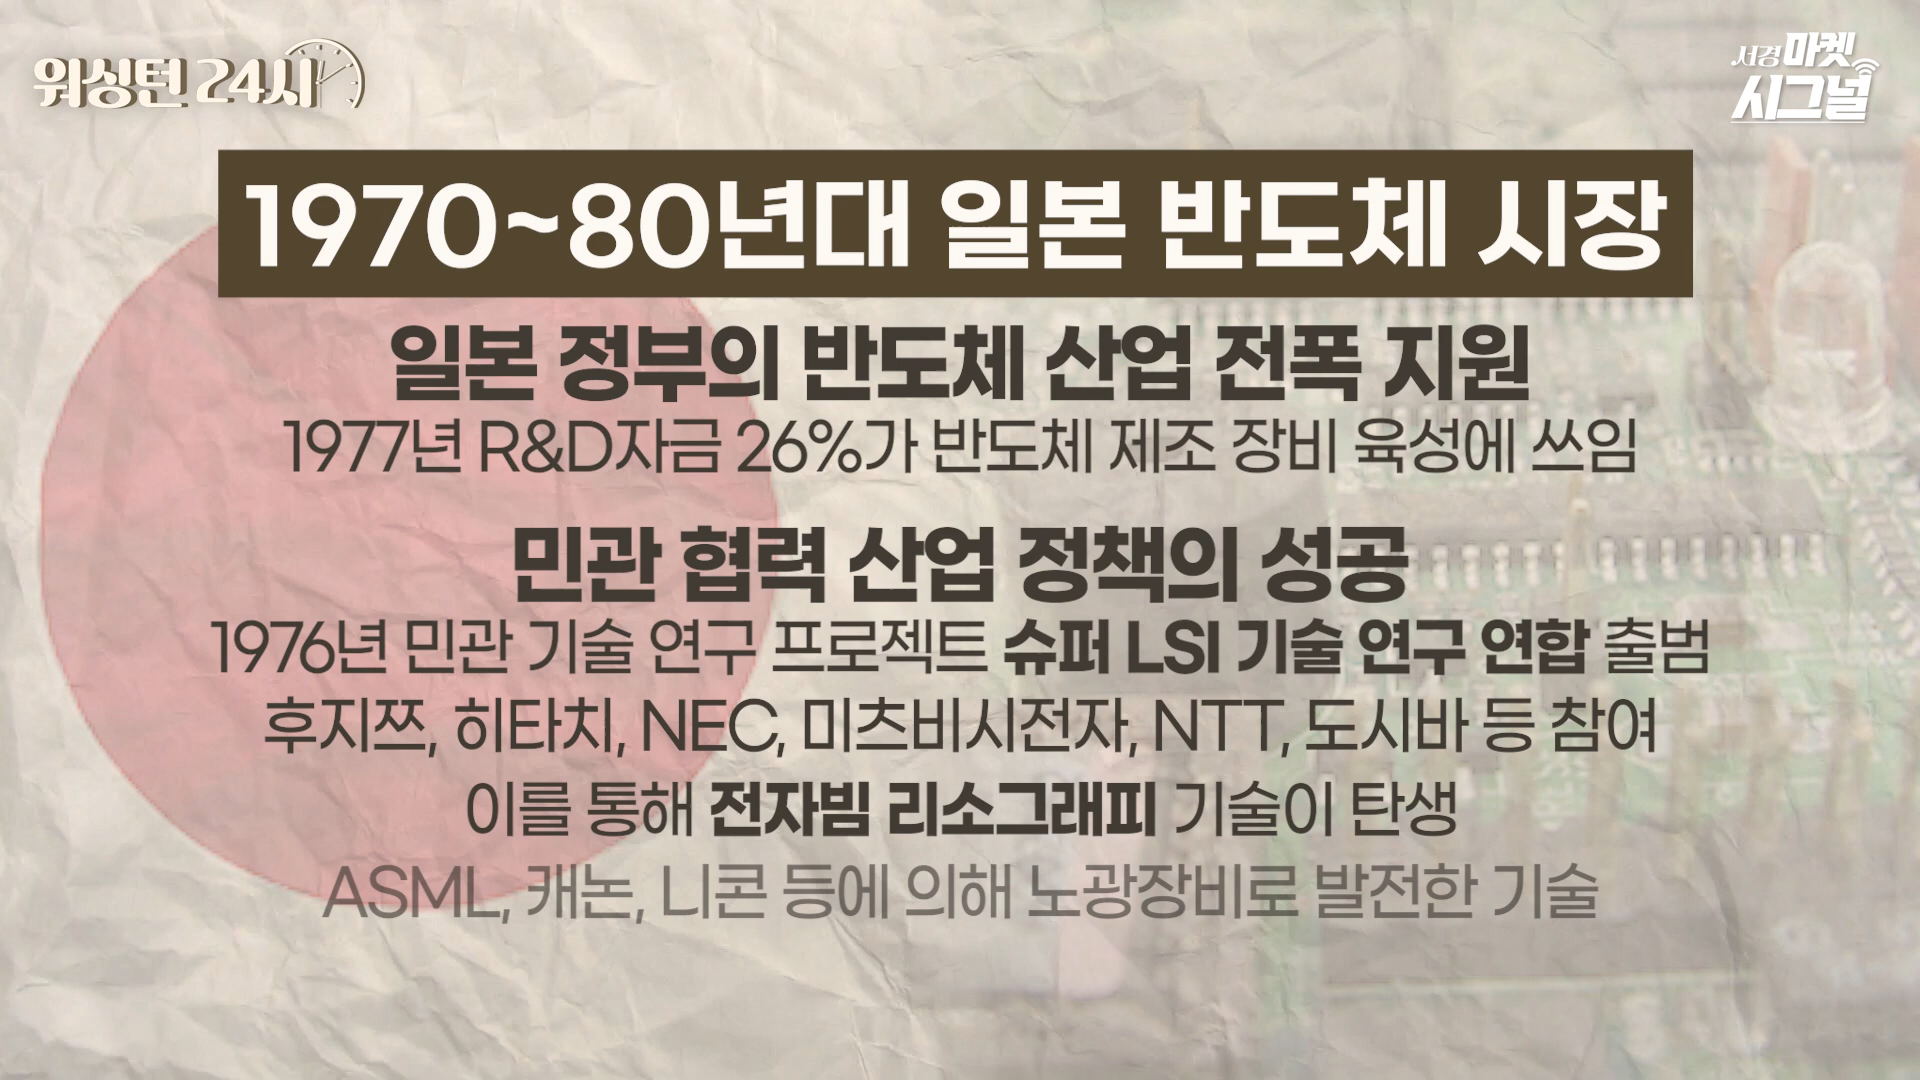 워싱턴 24시
서경 마켓
시그널
1970~80년대 일본 반도체 시장
일본 정부의 반도체 산업 전폭 지원
1977년 R&D자금 26%가 반도체 제조 장비 육성에 쓰임
민관 협력 산업 정책의 성공
1976년 민관 기술 연구 프로젝트 슈퍼 LSI 기술 연구 연합 출범
후지쯔, 히타치, NEC, 미츠비시전자, NTT, 도시바 등 참여
이를 통해 전자빔 리소그래피 기술이 탄생
ASML, 캐논, 니콘 등에 의해 노광장비로 발전한 기술